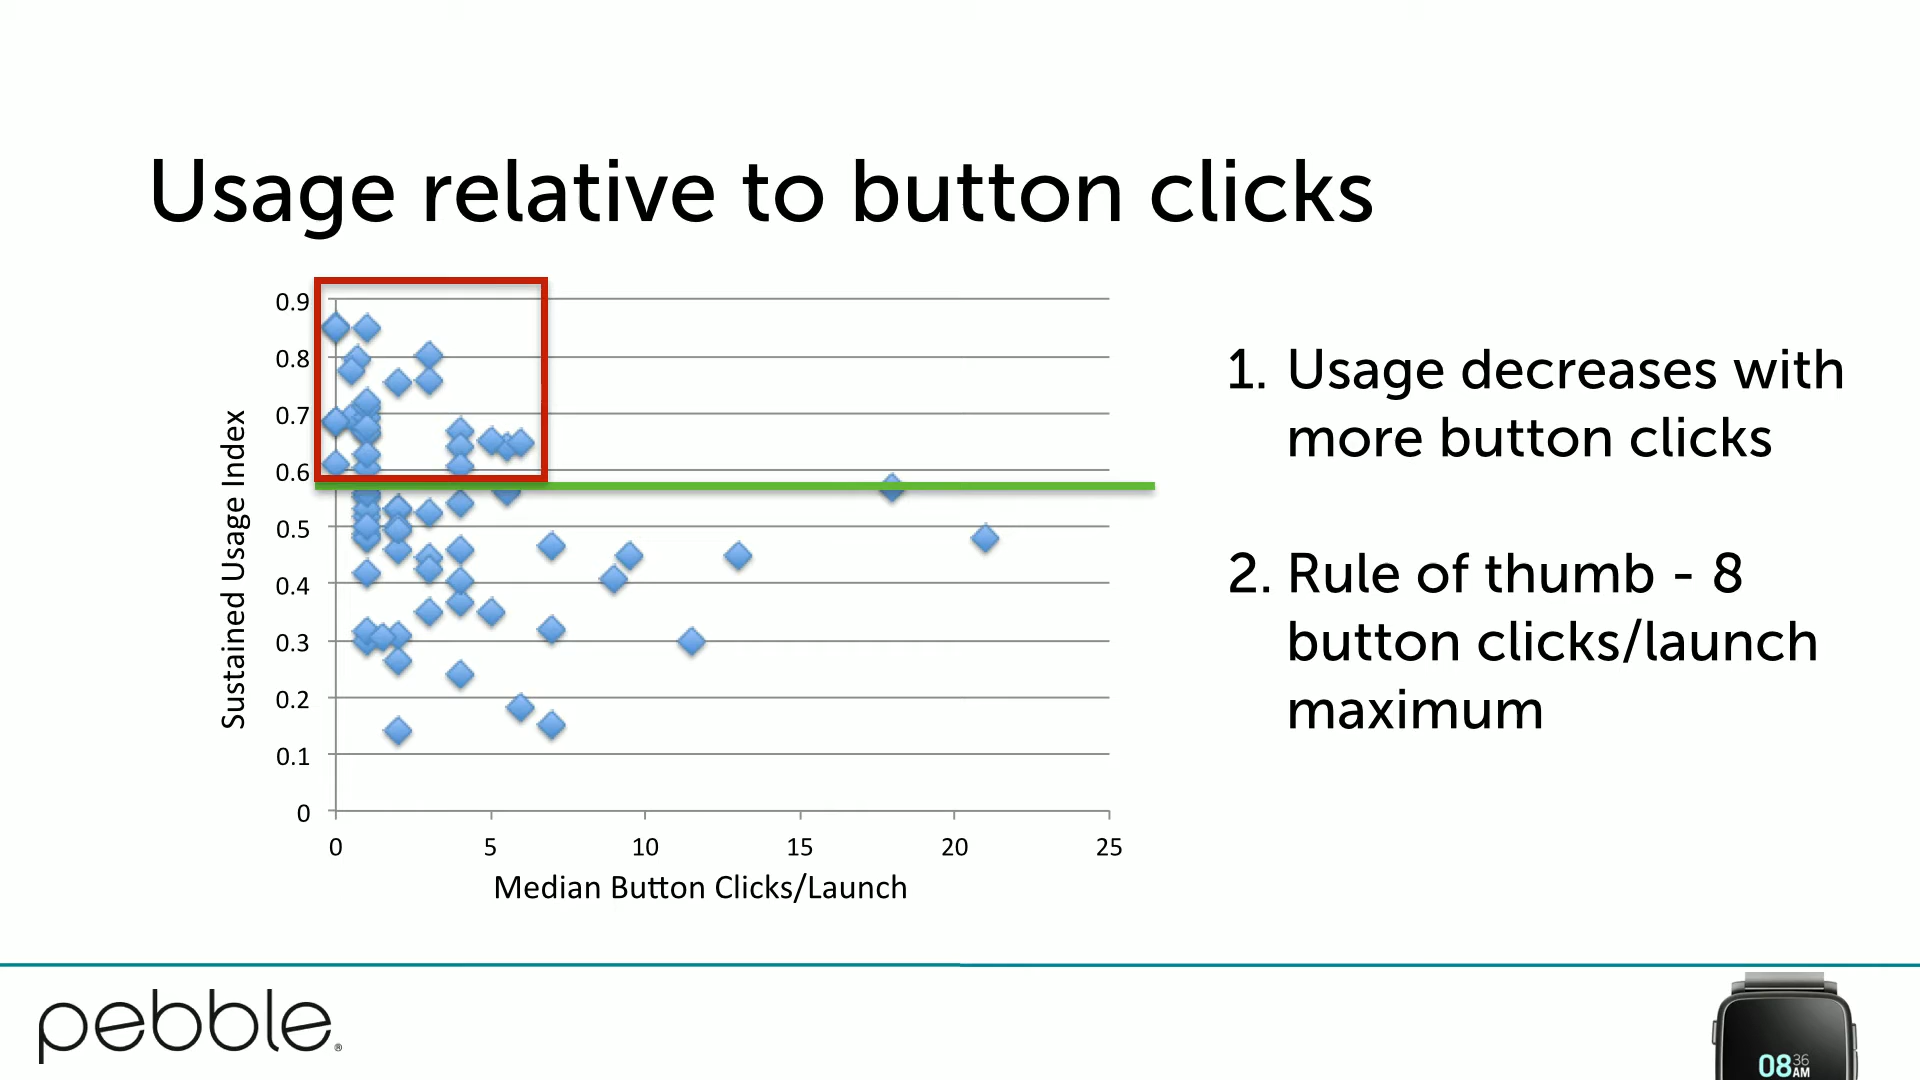 Usage relative to button clicks
0.9
0.8
0.7
0.6
0.5
0.4
0.3
0.2
0.1
0
Sustained Usage Index
0 5 10 15 20 25
Median Button Clicks/Launch
1. Usage decreases with
more button clicks
2. Rule of thumb - 8
button clicks/launch
maximum
pebble®
08 36
AM